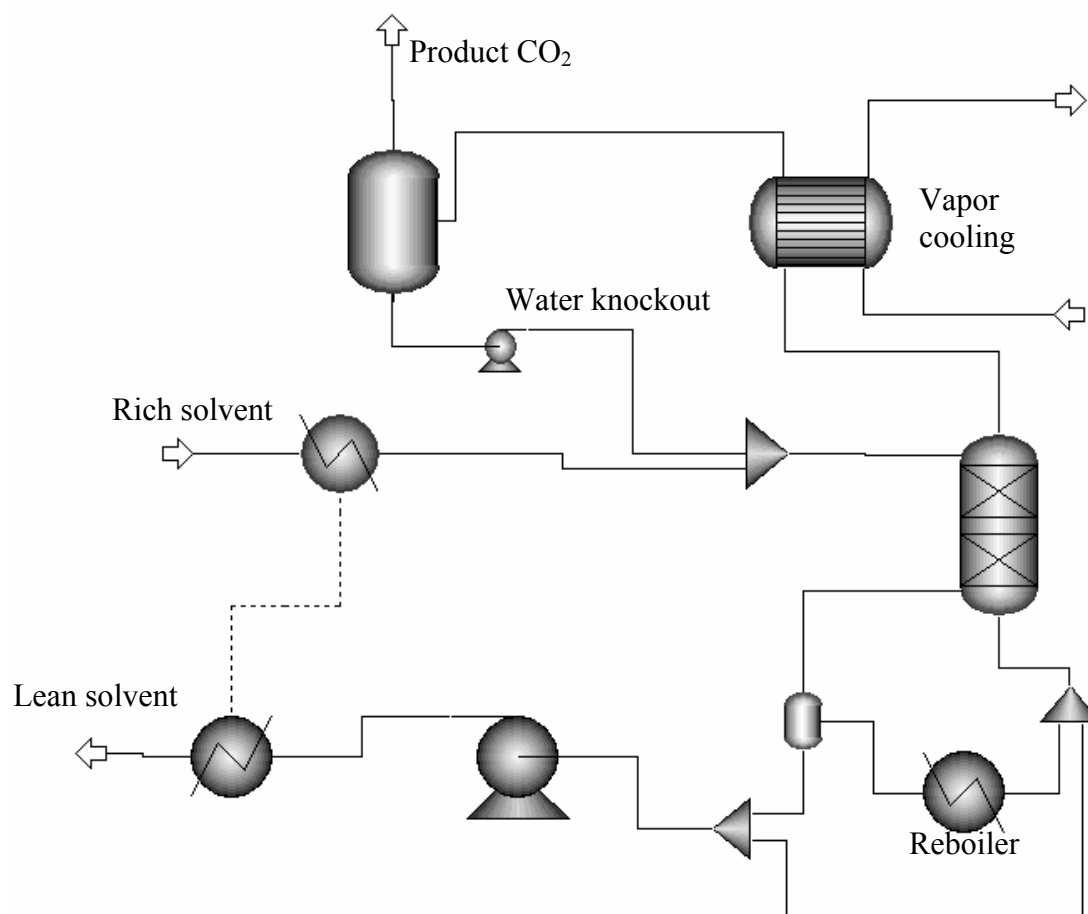 Product CO₂
Vapor
cooling
Water knockout
Rich solvent
Lean solvent
Reboiler